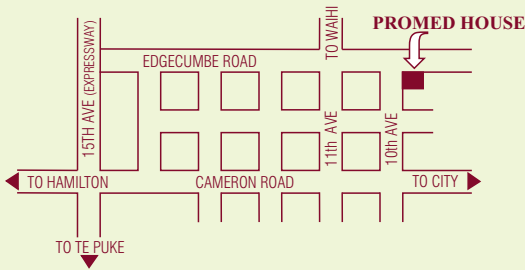 PROMED HOUSE
TO WAIHI
EDGECUMBE ROAD
15TH AVE (EXPRESSWAY)
11th AVE
10th AVE
TO HAMILTON
CAMERON ROAD
TO CITY
TO TE PUKE